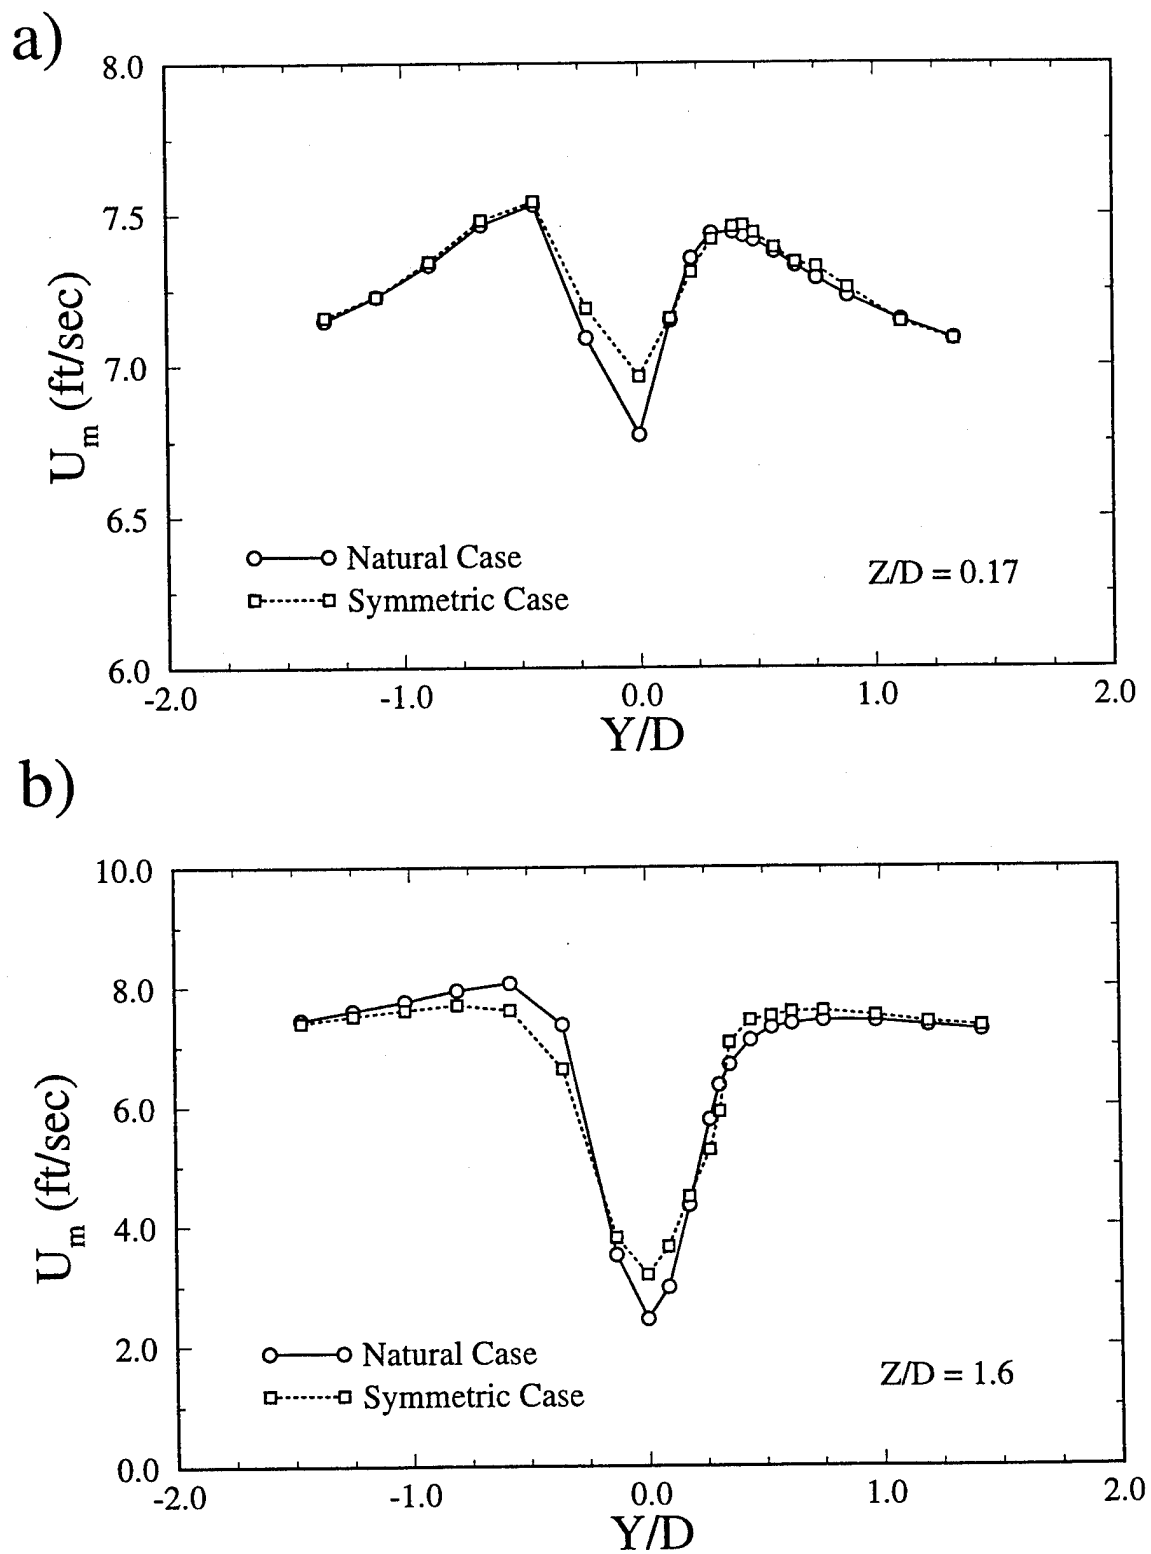 a)
8.0
7.5
7.0
6.5
6.0
U_m (ft/sec)
Natural Case
Symmetric Case
Z/D = 0.17
-2.0 -1.0 0.0 1.0 2.0
Y/D
b)
10.0
8.0
6.0
4.0
2.0
0.0
U_m (ft/sec)
Natural Case
Symmetric Case
Z/D = 1.6
-2.0 -1.0 0.0 1.0 2.0
Y/D